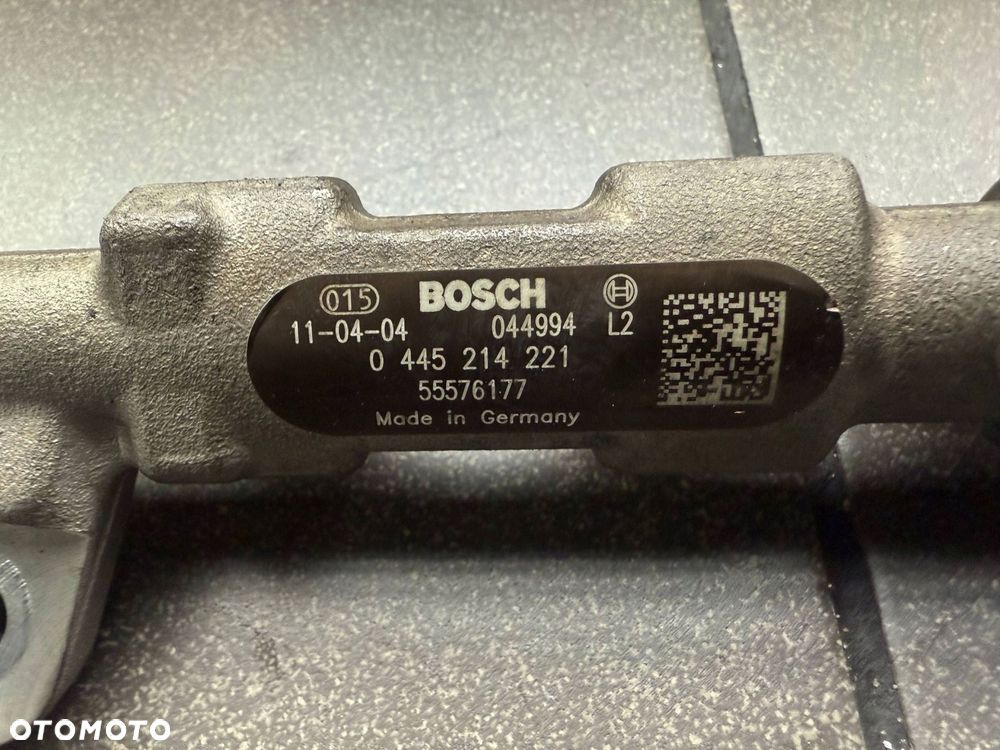 015 BOSCH
11-04-04 044994 L2
0 445 214 221
55576177
Made in Germany
OTOMOTO